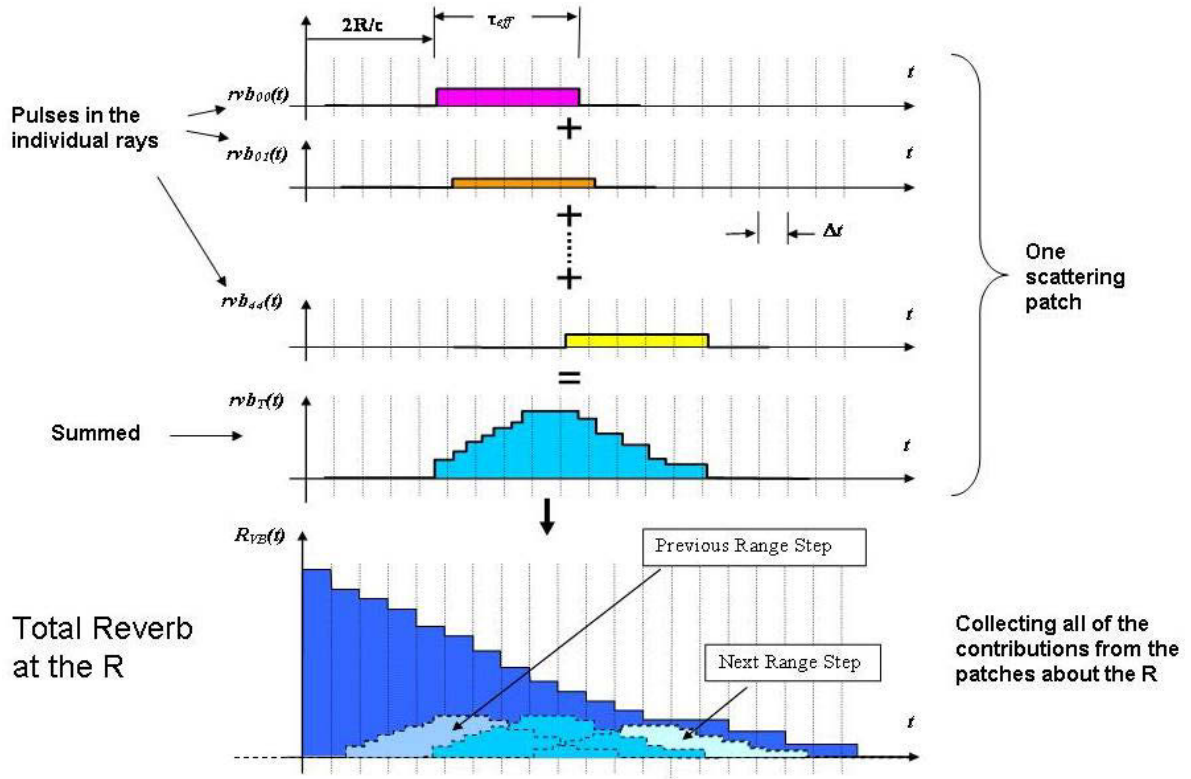 2R/c
τeff
t
rvb00(t)
Pulses in the
individual rays
+
t
rvb01(t)
+
Δt
+
One
scattering
patch
rvb44(t)
t
=
rvbT(t)
Summed
t
RVB(t)
Previous Range Step
Total Reverb
at the R
Next Range Step
Collecting all of the
contributions from the
patches about the R
t